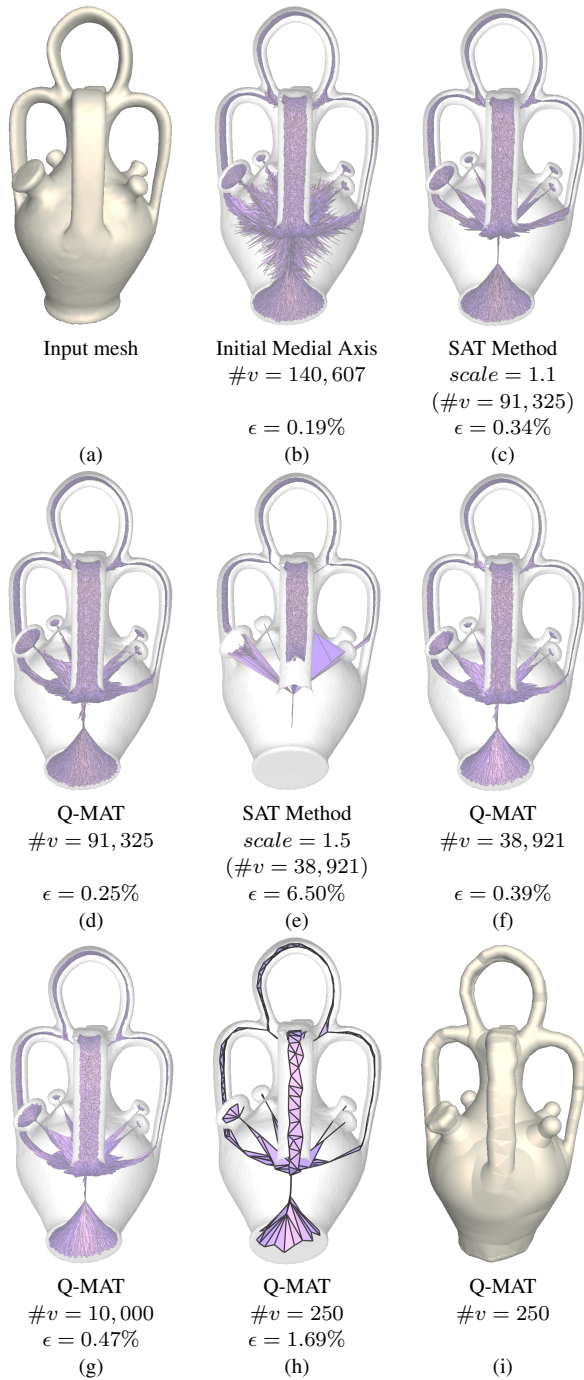 Input mesh
(a)
Initial Medial Axis
#v = 140,607
ϵ = 0.19%
(b)
SAT Method
scale = 1.1
(#v = 91,325)
ϵ = 0.34%
(c)
Q-MAT
#v = 91,325
ϵ = 0.25%
(d)
SAT Method
scale = 1.5
(#v = 38,921)
ϵ = 6.50%
(e)
Q-MAT
#v = 38,921
ϵ = 0.39%
(f)
Q-MAT
#v = 10,000
ϵ = 0.47%
(g)
Q-MAT
#v = 250
ϵ = 1.69%
(h)
Q-MAT
#v = 250
(i)